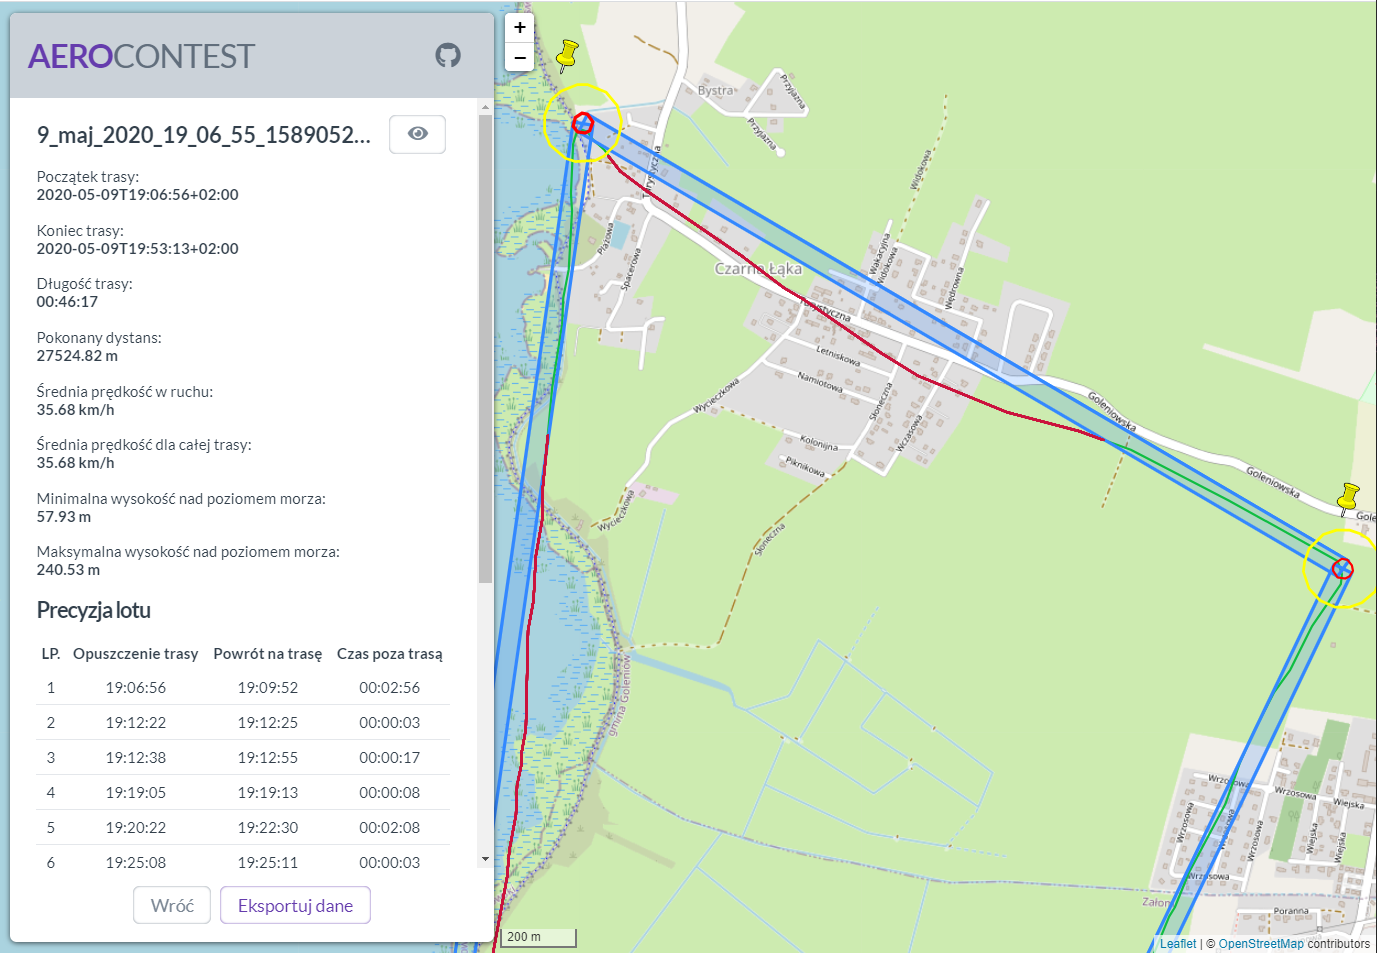 AEROCONTEST
9_maj_2020_19_06_55_1589052...
Początek trasy:
2020-05-09T19:06:56+02:00
Koniec trasy:
2020-05-09T19:53:13+02:00
Długość trasy:
00:46:17
Pokonany dystans:
27524.82 m
Średnia prędkość w ruchu:
35.68 km/h
Średnia prędkość dla całej trasy:
35.68 km/h
Minimalna wysokość nad poziomem morza:
57.93 m
Maksymalna wysokość nad poziomem morza:
240.53 m
Precyzja lotu
LP. Opuszczenie trasy Powrót na trasę Czas poza trasą
1 19:06:56 19:09:52 00:02:56
2 19:12:22 19:12:25 00:00:03
3 19:12:38 19:12:55 00:00:17
4 19:19:05 19:19:13 00:00:08
5 19:20:22 19:22:30 00:02:08
6 19:25:08 19:25:11 00:00:03
Wróć
Eksportuj dane
+
−
Bystra
Przyjazna
Przyjazna
Turystyczna
Widokowa
Plażowa
Spacerowa
Czarna Łąka
Wakacyjna
Widokowa
Wędrowna
Turystyczna
Letniskowa
Namiotowa
Słoneczna
Wczasowa
Wycieczkowa
Kolonijna
Piknikowa
Goleniowska
Goleniowska
Gole
Wycieczkowa
Słoneczna
gmina Goleniów
Wrzosowa
Wrzosowa
Wiejska
Wrzosowa
Wrzosowa
Wrzosowa
Wiejska
Wiejska
Wrzosowa
Załom
Poranna
200 m
Leaflet | © OpenStreetMap contributors